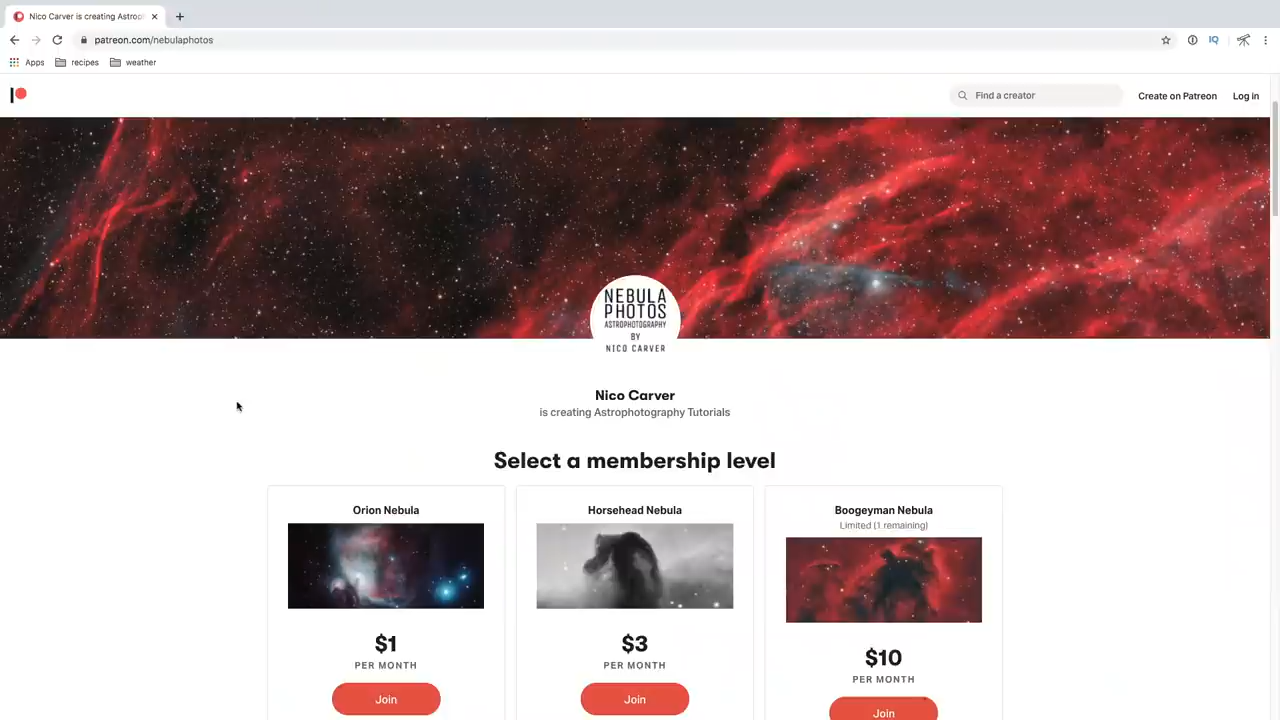 Nico Carver is creating Astrop
patreon.com/nebulaphotos
Apps
recipes
weather
Find a creator
Create on Patreon
Log in
NEBULA
PHOTOS
ASTROPHOTOGRAPHY
BY
NICO CARVER
Nico Carver
is creating Astrophotography Tutorials
Select a membership level
Orion Nebula
$1
PER MONTH
Join
Horsehead Nebula
$3
PER MONTH
Join
Boogeyman Nebula
Limited (1 remaining)
$10
PER MONTH
Join